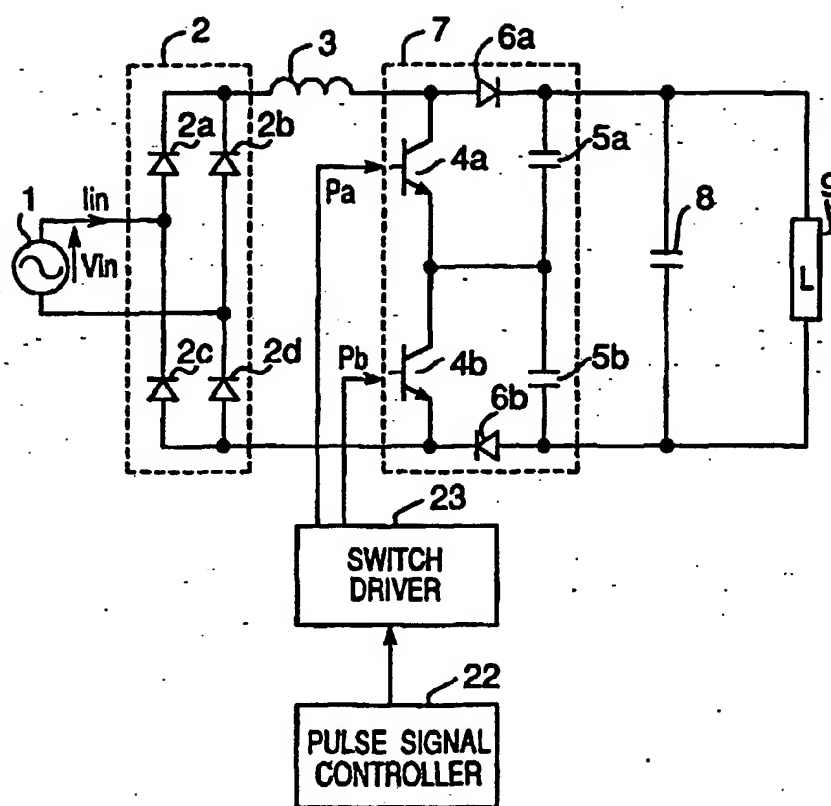 2
3
7
6a
2a
2b
4a
5a
Pa
8
9
1
Iin
Vin
L
2c
2d
Pb
4b
5b
6b
23
SWITCH
DRIVER
22
PULSE SIGNAL
CONTROLLER